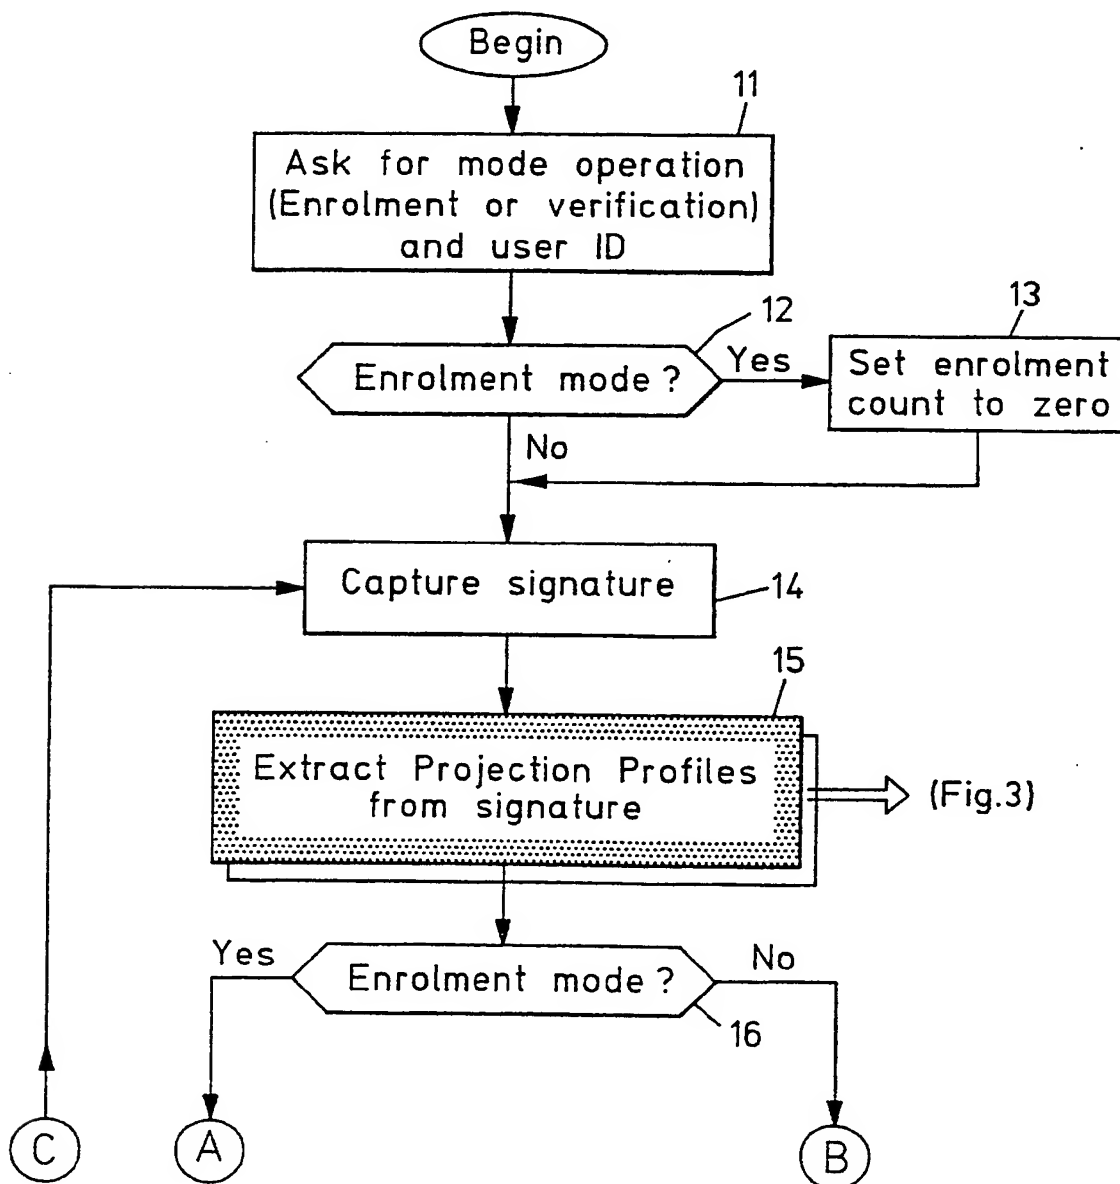 Begin
11
Ask for mode operation
(Enrolment or verification)
and user ID
12
Enrolment mode?
Yes
13
Set enrolment
count to zero
No
Capture signature
14
15
Extract Projection Profiles
from signature
(Fig.3)
Yes
Enrolment mode?
No
16
C
A
B